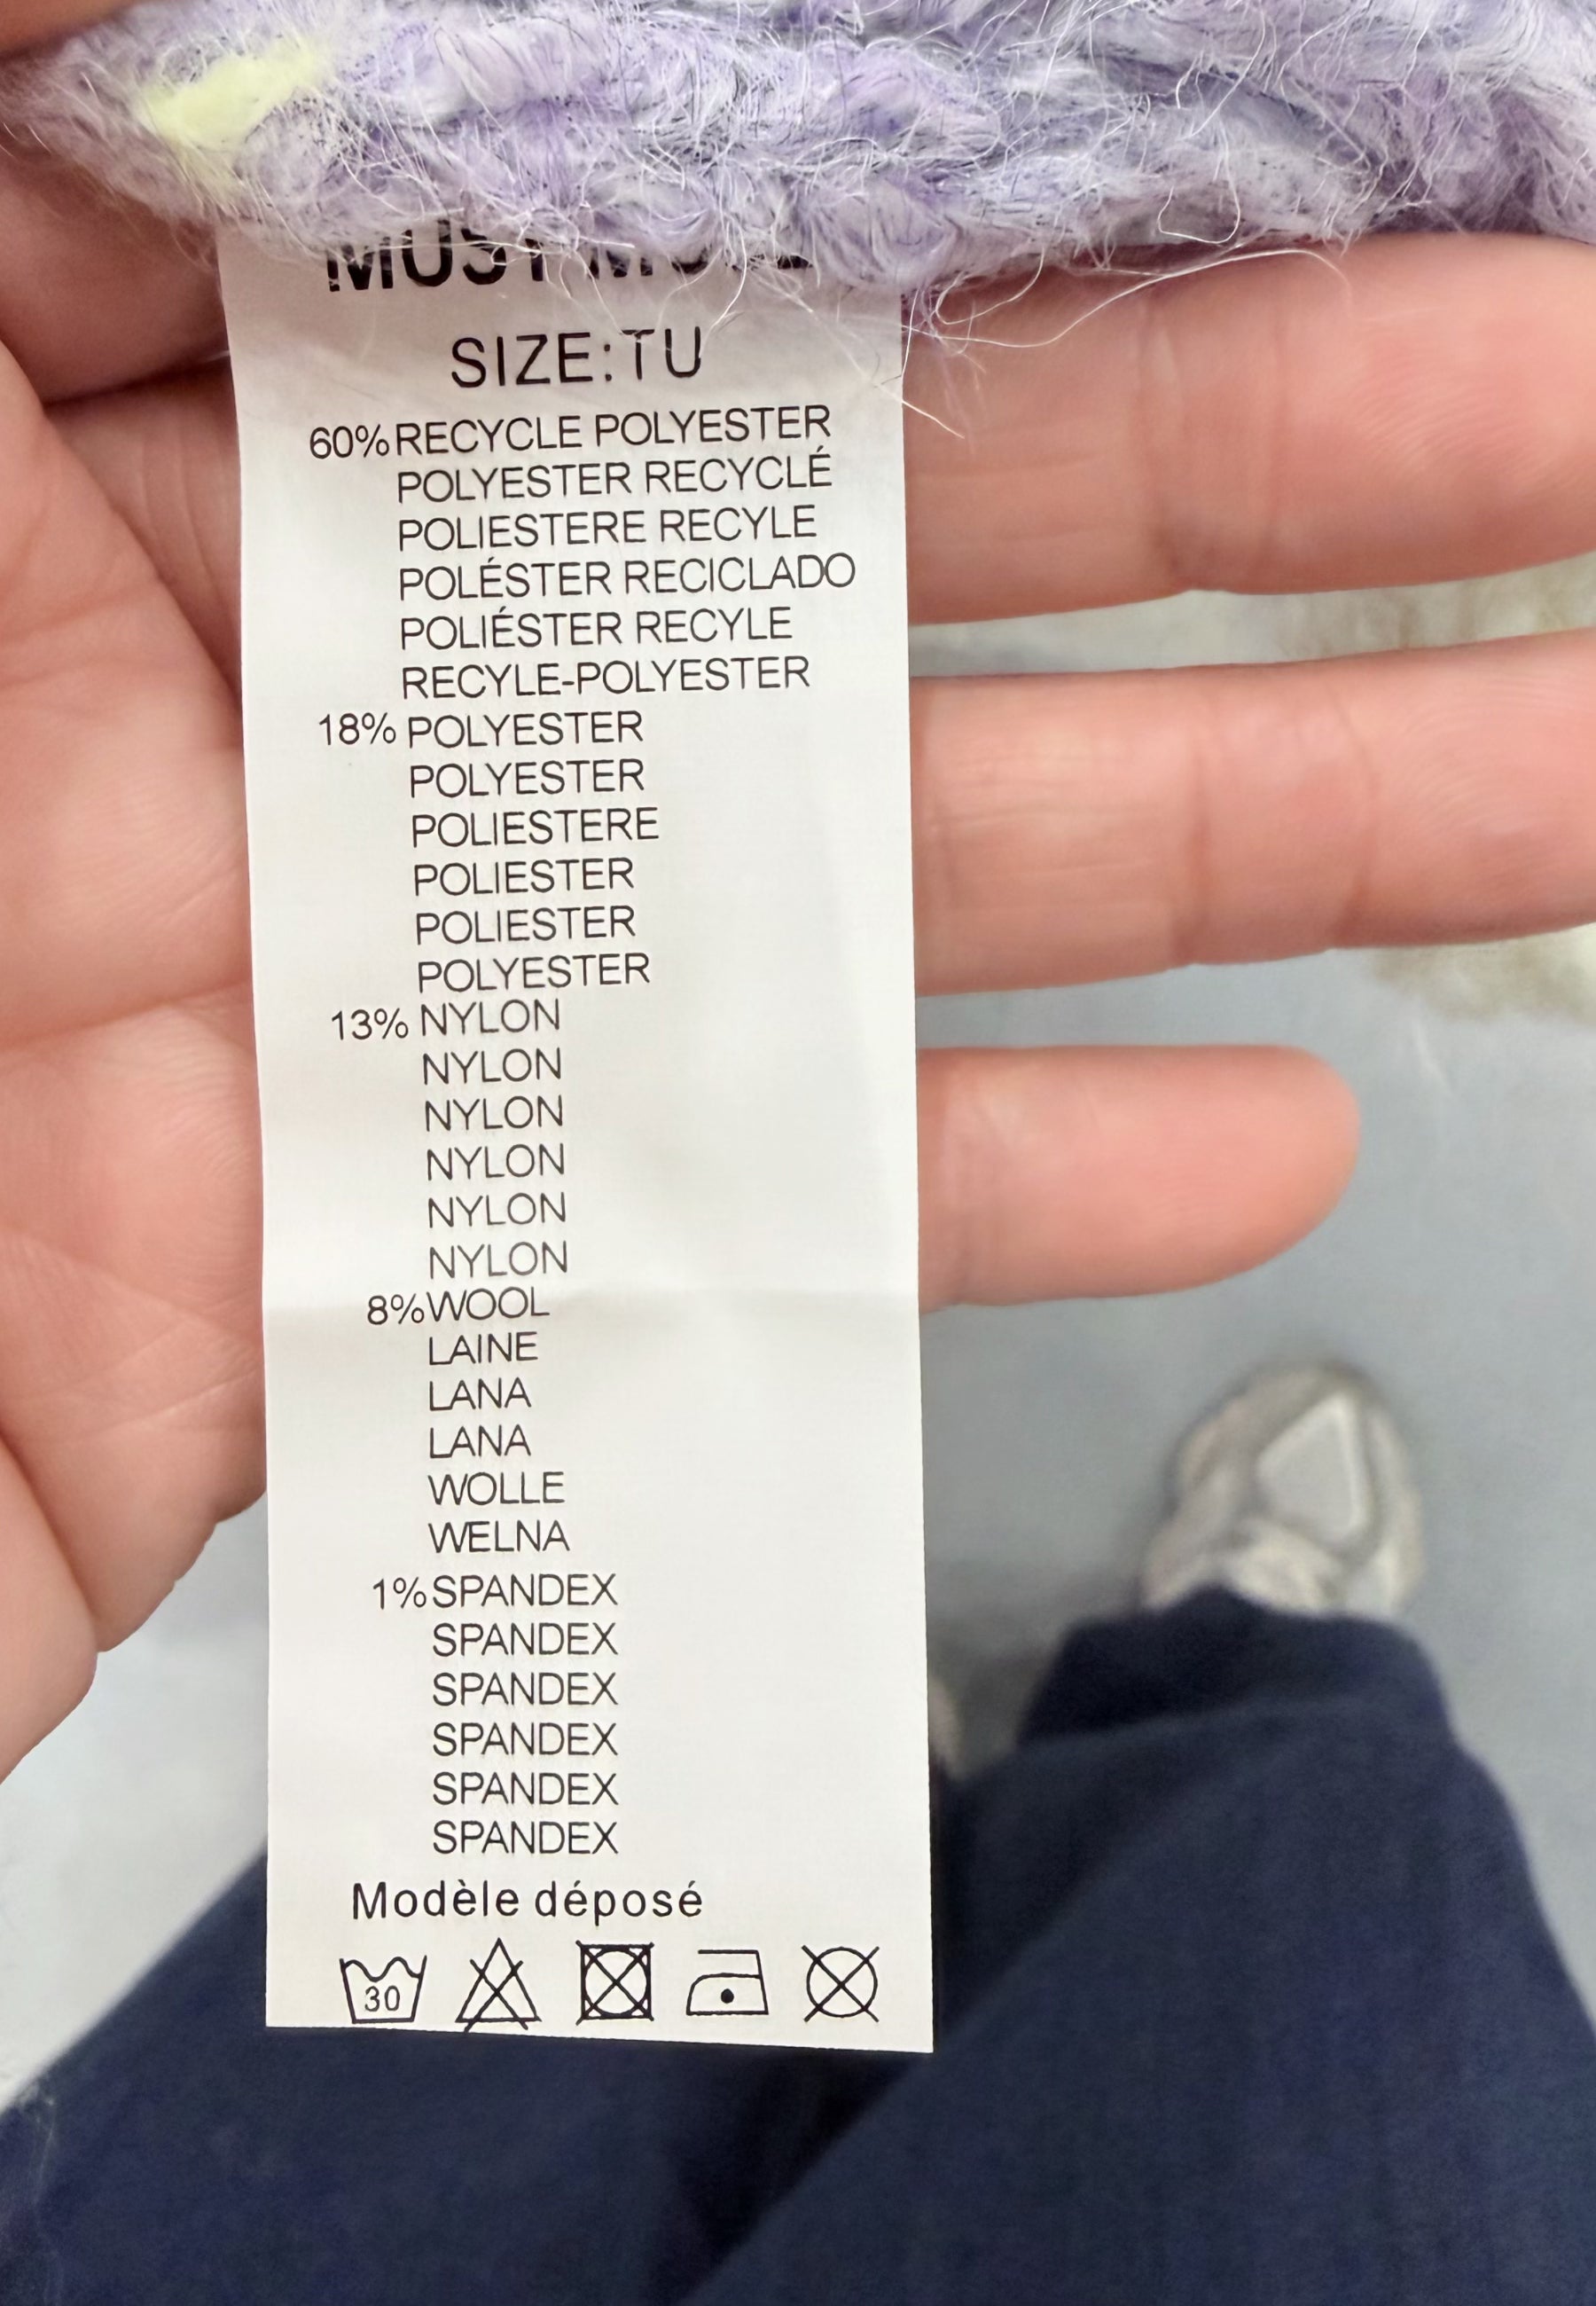 MUST
SIZE:TU
60% RECYCLE POLYESTER
POLYESTER RECYCLÉ
POLIESTERE RECYLE
POLÉSTER RECICLADO
POLIÉSTER RECYLE
RECYLE-POLYESTER
18% POLYESTER
POLYESTER
POLIESTERE
POLIESTER
POLIESTER
POLYESTER
13% NYLON
NYLON
NYLON
NYLON
NYLON
NYLON
8% WOOL
LAINE
LANA
LANA
WOLLE
WELNA
1% SPANDEX
SPANDEX
SPANDEX
SPANDEX
SPANDEX
SPANDEX
Modèle déposé
30